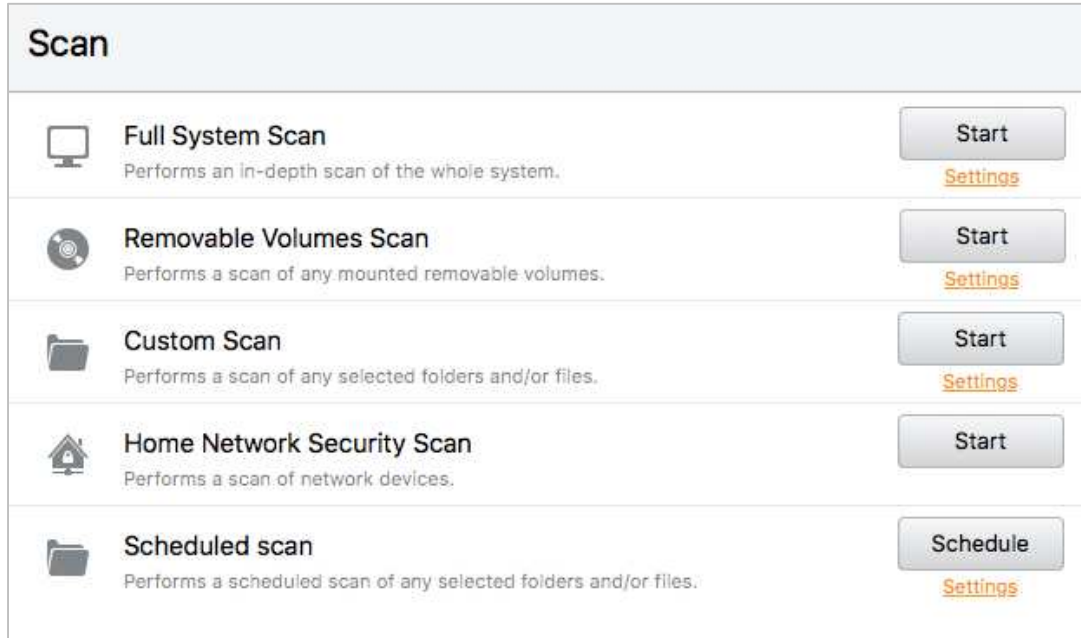 Scan
Full System Scan
Performs an in-depth scan of the whole system.
Start
Settings
Removable Volumes Scan
Performs a scan of any mounted removable volumes.
Start
Settings
Custom Scan
Performs a scan of any selected folders and/or files.
Start
Settings
Home Network Security Scan
Performs a scan of network devices.
Start
Scheduled scan
Performs a scheduled scan of any selected folders and/or files.
Schedule
Settings